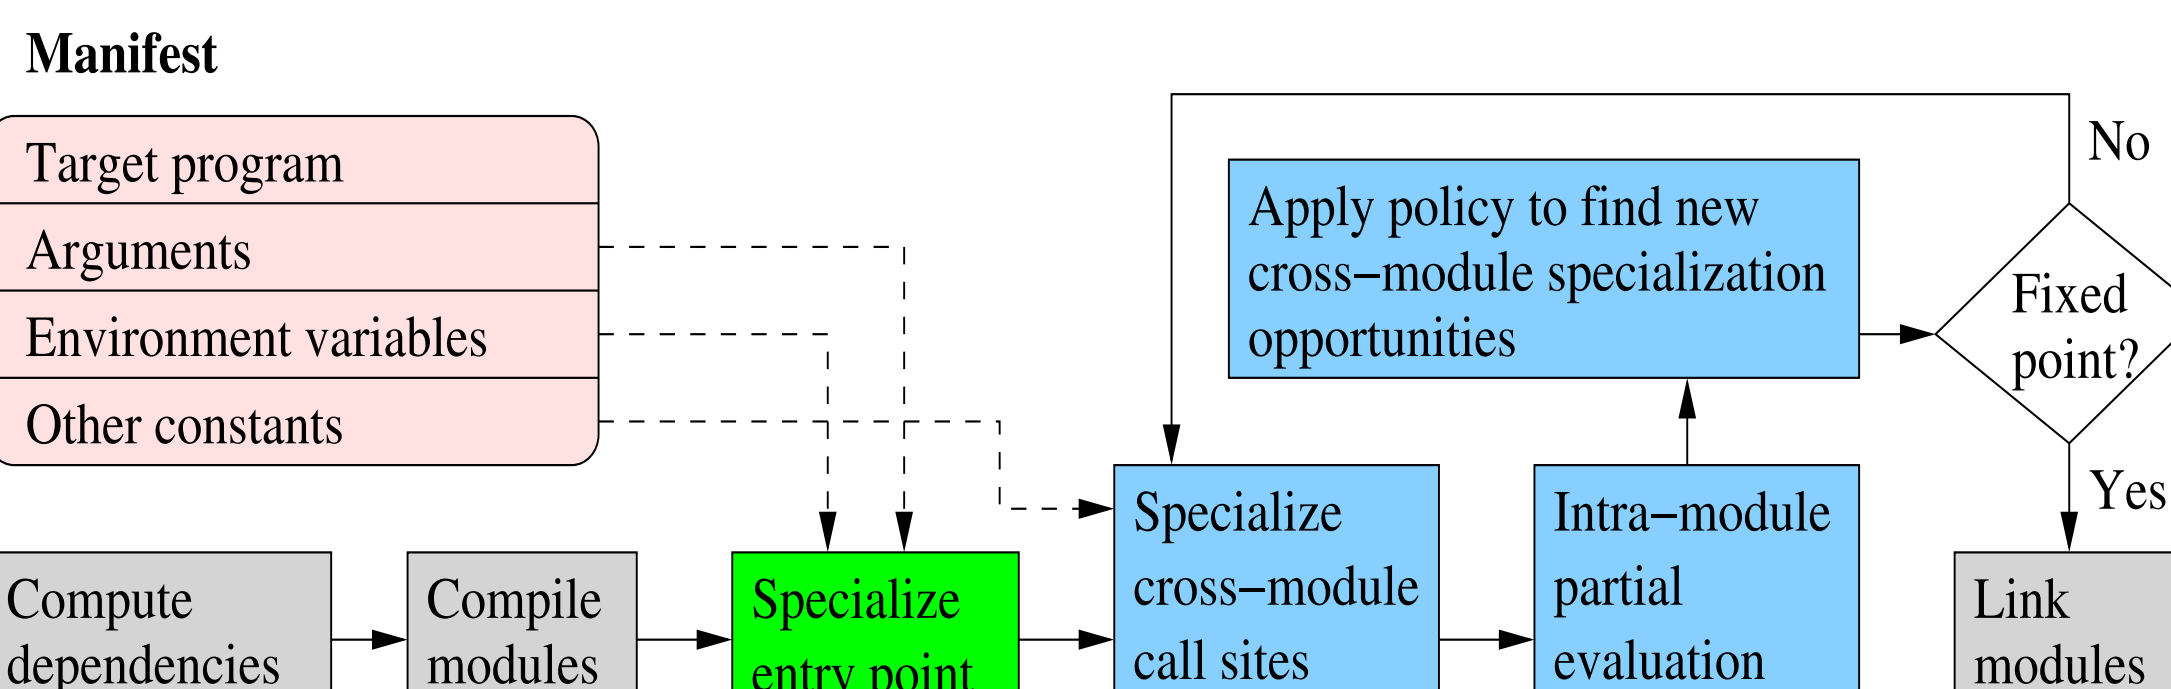 Manifest
Target program
Arguments
Environment variables
Other constants
Compute
dependencies
Compile
modules
Specialize
entry point
Specialize
cross−module
call sites
Intra−module
partial
evaluation
Apply policy to find new
cross−module specialization
opportunities
Fixed
point?
No
Yes
Link
modules